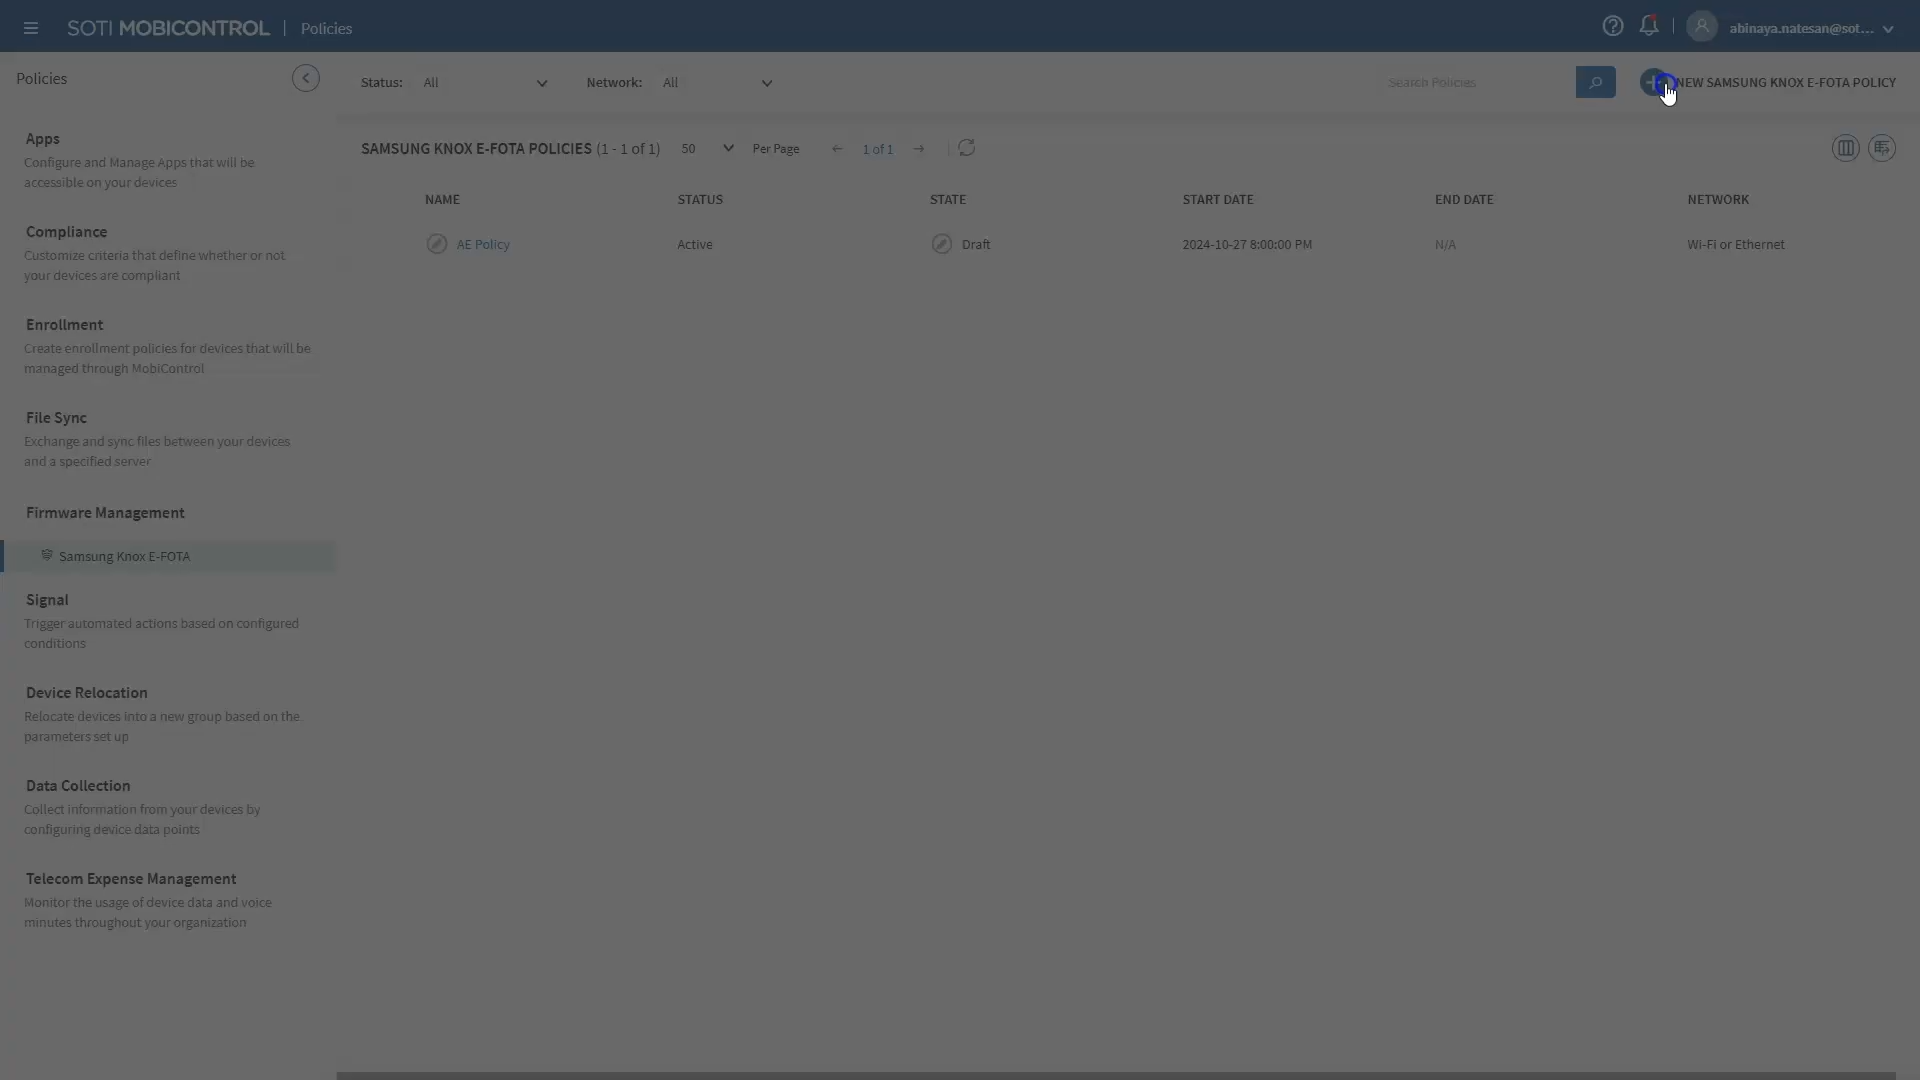 SOTI MOBICONTROL | Policies
abinaya.natesan@sot...
Policies
Status: All
Network: All
Search Policies
NEW SAMSUNG KNOX E-FOTA POLICY
SAMSUNG KNOX E-FOTA POLICIES (1 - 1 of 1) 50 Per Page 1 of 1
NAME STATUS STATE START DATE END DATE NETWORK
AE Policy Active Draft 2024-10-27 8:00:00 PM N/A Wi-Fi or Ethernet
Apps
Configure and Manage Apps that will be
accessible on your devices
Compliance
Customize criteria that define whether or not
your devices are compliant
Enrollment
Create enrollment policies for devices that will be
managed through MobiControl
File Sync
Exchange and sync files between your devices
and a specified server
Firmware Management
Samsung Knox E-FOTA
Signal
Trigger automated actions based on configured
conditions
Device Relocation
Relocate devices into a new group based on the
parameters set up
Data Collection
Collect information from your devices by
configuring device data points
Telecom Expense Management
Monitor the usage of device data and voice
minutes throughout your organization